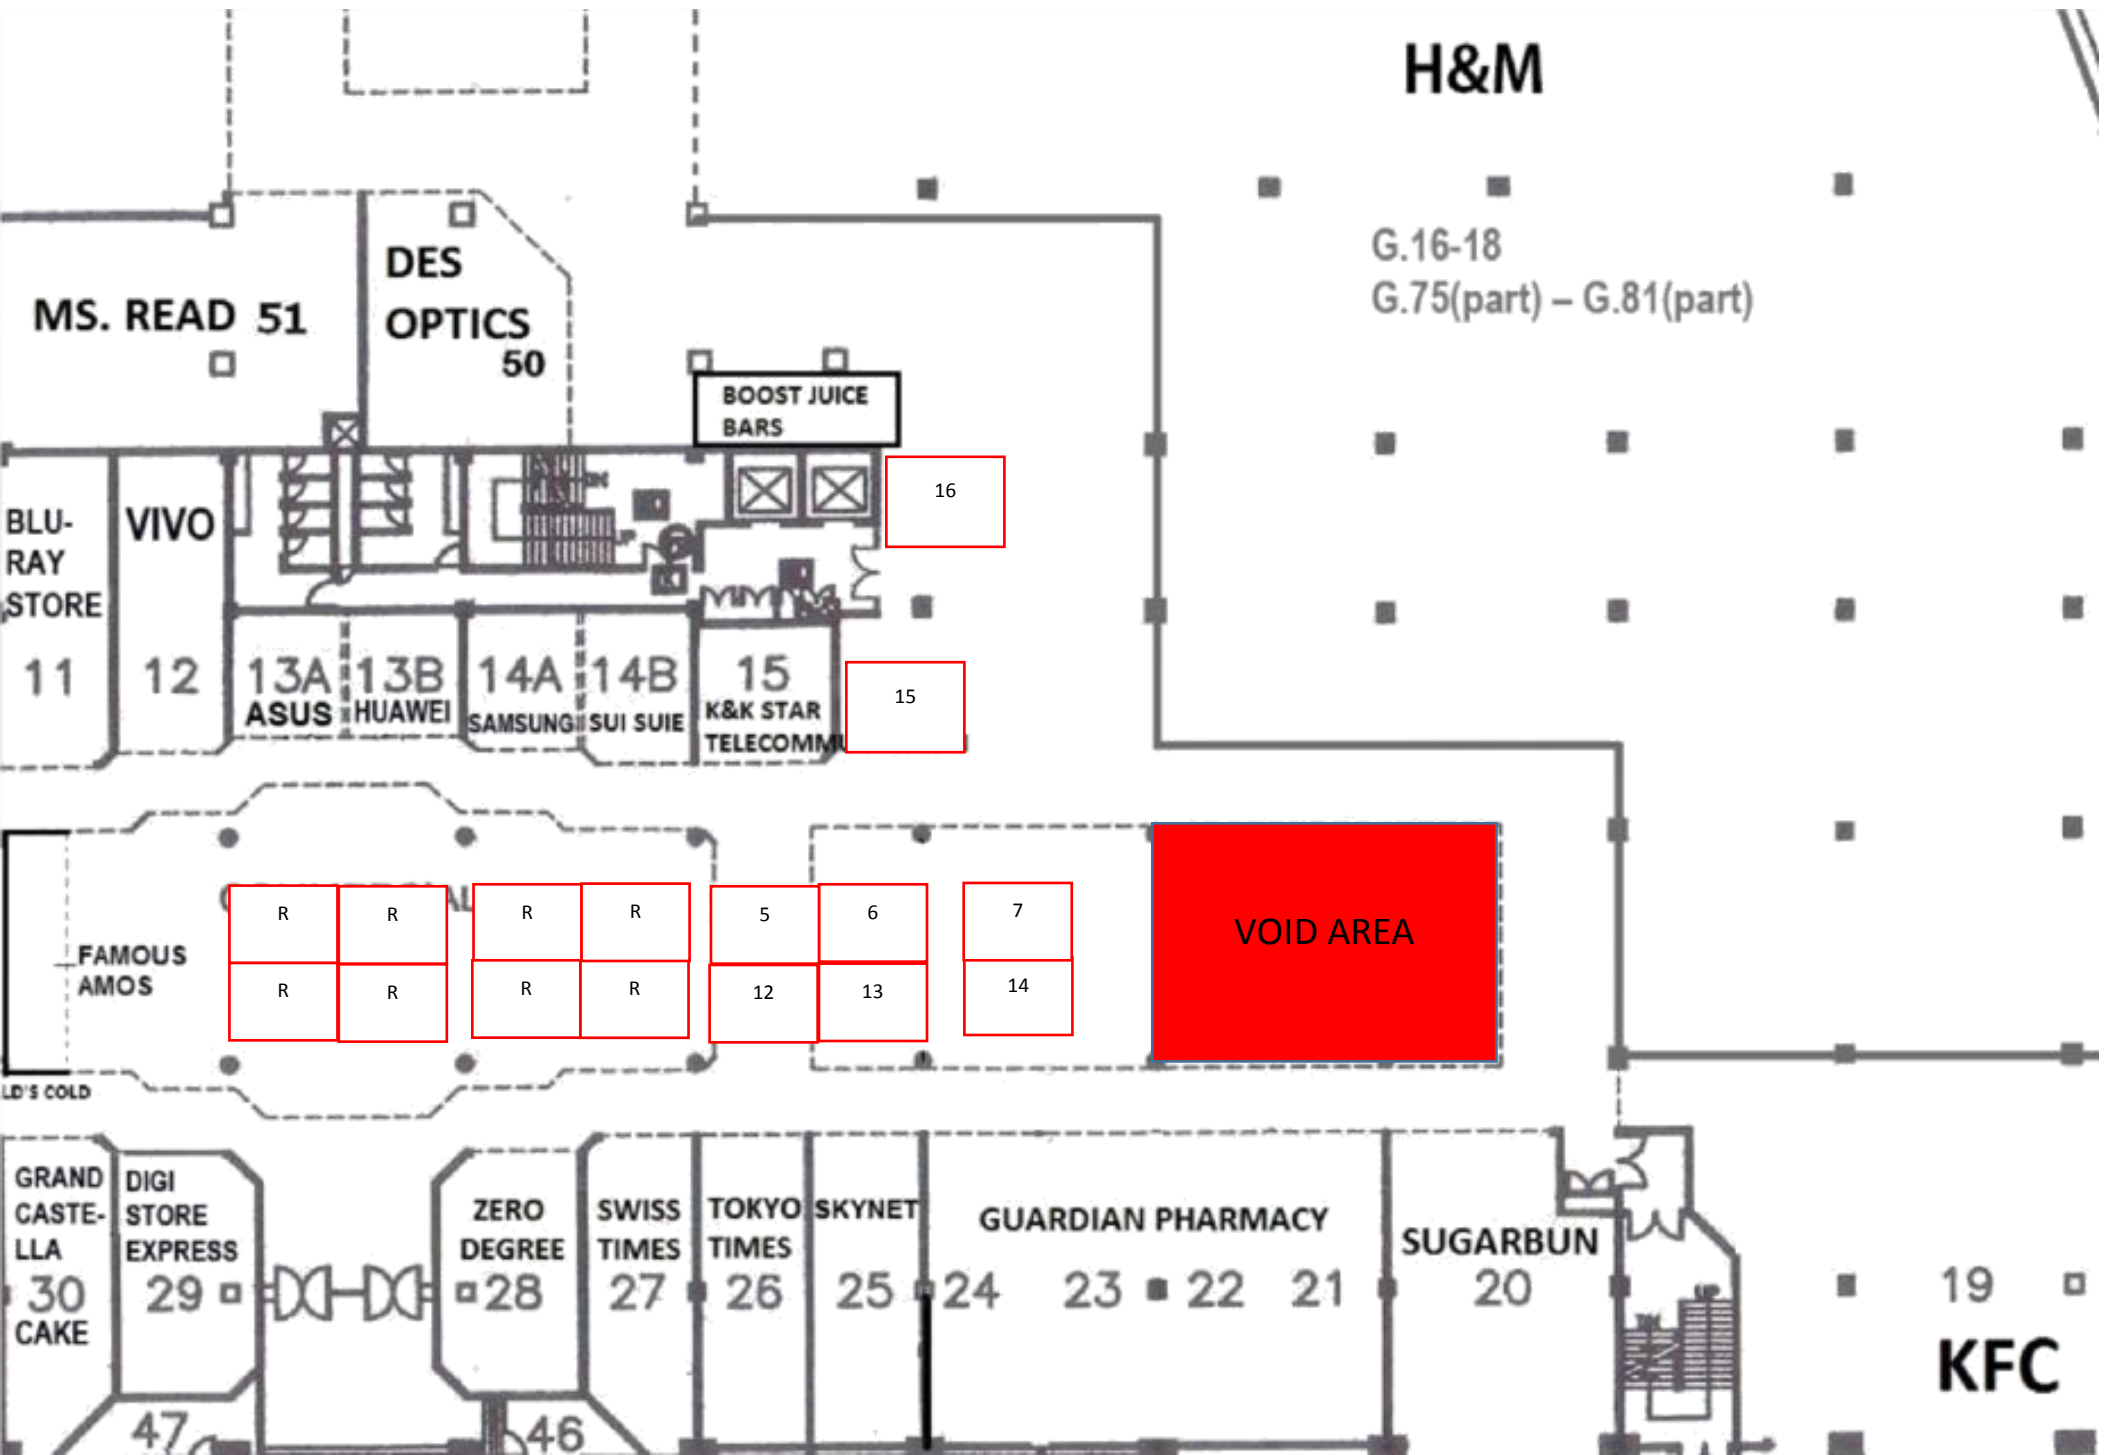 H&M
G.16-18
G.75(part) – G.81(part)
DES
OPTICS
50
MS. READ 51
BOOST JUICE
BARS
16
BLU-
RAY
STORE
11
VIVO
12
13A
ASUS
13B
HUAWEI
14A
SAMSUNG
14B
SUI SUIE
15
K&K STAR
TELECOMMU
15
FAMOUS
AMOS
R R R R 5 6 7
R R R R 12 13 14
VOID AREA
LD'S COLD
GRAND
CASTE-
LLA
30
CAKE
DIGI
STORE
EXPRESS
29
ZERO
DEGREE
28
SWISS
TIMES
27
TOKYO
TIMES
26
SKYNET
25
GUARDIAN PHARMACY
24 23 22 21
SUGARBUN
20
UP
19
KFC
47
46